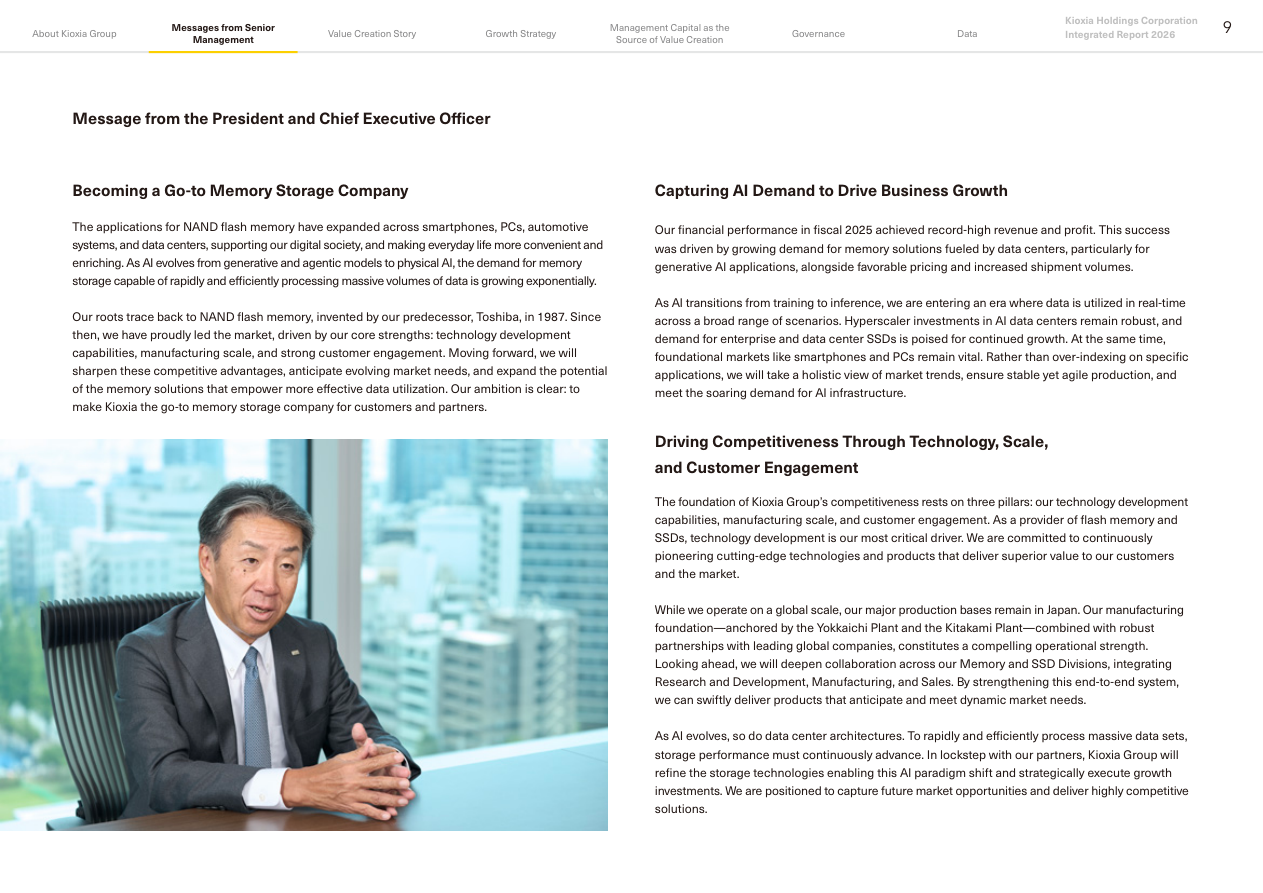 About Kioxia Group
Messages from Senior
Management
Value Creation Story
Growth Strategy
Management Capital as the
Source of Value Creation
Governance
Data
Kioxia Holdings Corporation
Integrated Report 2026
9
Message from the President and Chief Executive Officer
Becoming a Go-to Memory Storage Company
The applications for NAND flash memory have expanded across smartphones, PCs, automotive
systems, and data centers, supporting our digital society, and making everyday life more convenient and
enriching. As AI evolves from generative and agentic models to physical AI, the demand for memory
storage capable of rapidly and efficiently processing massive volumes of data is growing exponentially.
Our roots trace back to NAND flash memory, invented by our predecessor, Toshiba, in 1987. Since
then, we have proudly led the market, driven by our core strengths: technology development
capabilities, manufacturing scale, and strong customer engagement. Moving forward, we will
sharpen these competitive advantages, anticipate evolving market needs, and expand the potential
of the memory solutions that empower more effective data utilization. Our ambition is clear: to
make Kioxia the go-to memory storage company for customers and partners.
Capturing AI Demand to Drive Business Growth
Our financial performance in fiscal 2025 achieved record-high revenue and profit. This success
was driven by growing demand for memory solutions fueled by data centers, particularly for
generative AI applications, alongside favorable pricing and increased shipment volumes.
As AI transitions from training to inference, we are entering an era where data is utilized in real-time
across a broad range of scenarios. Hyperscaler investments in AI data centers remain robust, and
demand for enterprise and data center SSDs is poised for continued growth. At the same time,
foundational markets like smartphones and PCs remain vital. Rather than over-indexing on specific
applications, we will take a holistic view of market trends, ensure stable yet agile production, and
meet the soaring demand for AI infrastructure.
Driving Competitiveness Through Technology, Scale,
and Customer Engagement
The foundation of Kioxia Group's competitiveness rests on three pillars: our technology development
capabilities, manufacturing scale, and customer engagement. As a provider of flash memory and
SSDs, technology development is our most critical driver. We are committed to continuously
pioneering cutting-edge technologies and products that deliver superior value to our customers
and the market.
While we operate on a global scale, our major production bases remain in Japan. Our manufacturing
foundation—anchored by the Yokkaichi Plant and the Kitakami Plant—combined with robust
partnerships with leading global companies, constitutes a compelling operational strength.
Looking ahead, we will deepen collaboration across our Memory and SSD Divisions, integrating
Research and Development, Manufacturing, and Sales. By strengthening this end-to-end system,
we can swiftly deliver products that anticipate and meet dynamic market needs.
As AI evolves, so do data center architectures. To rapidly and efficiently process massive data sets,
storage performance must continuously advance. In lockstep with our partners, Kioxia Group will
refine the storage technologies enabling this AI paradigm shift and strategically execute growth
investments. We are positioned to capture future market opportunities and deliver highly competitive
solutions.